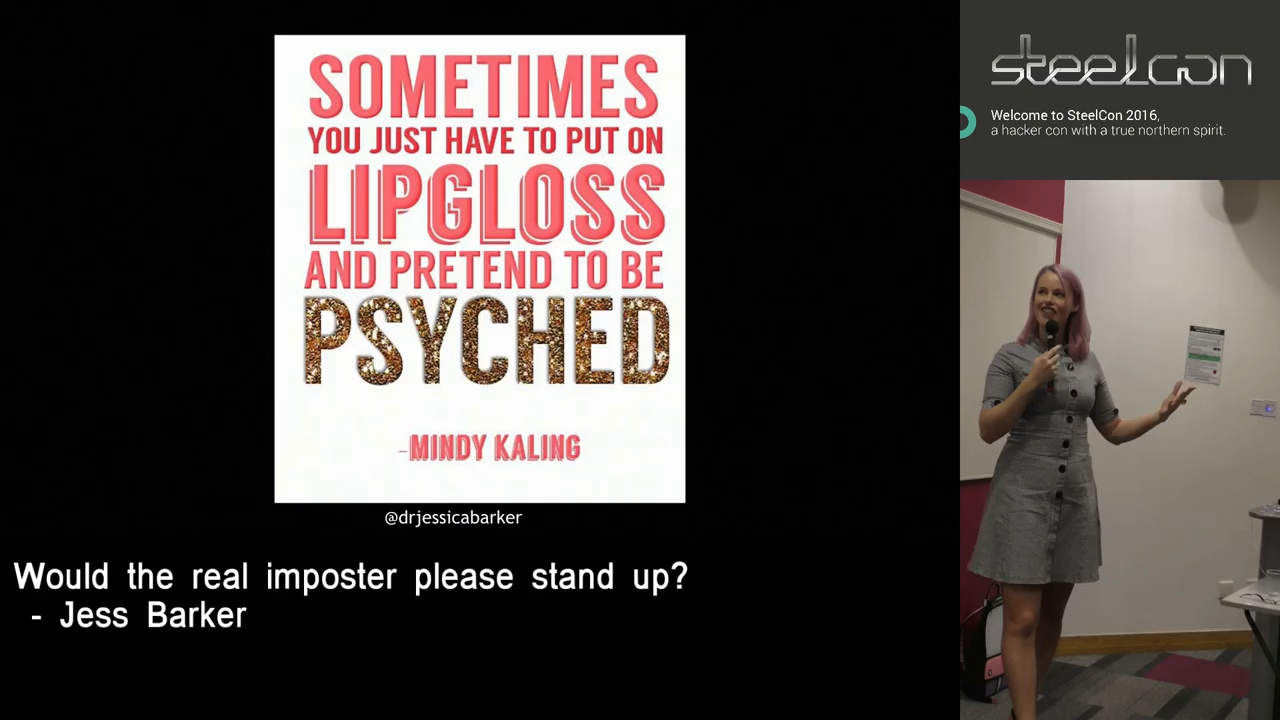 SOMETIMES
YOU JUST HAVE TO PUT ON
LIPGLOSS
AND PRETEND TO BE
PSYCHED
-MINDY KALING
@drjessicabarker
Would the real imposter please stand up?
- Jess Barker
steelcon
Welcome to SteelCon 2016,
a hacker con with a true northern spirit.